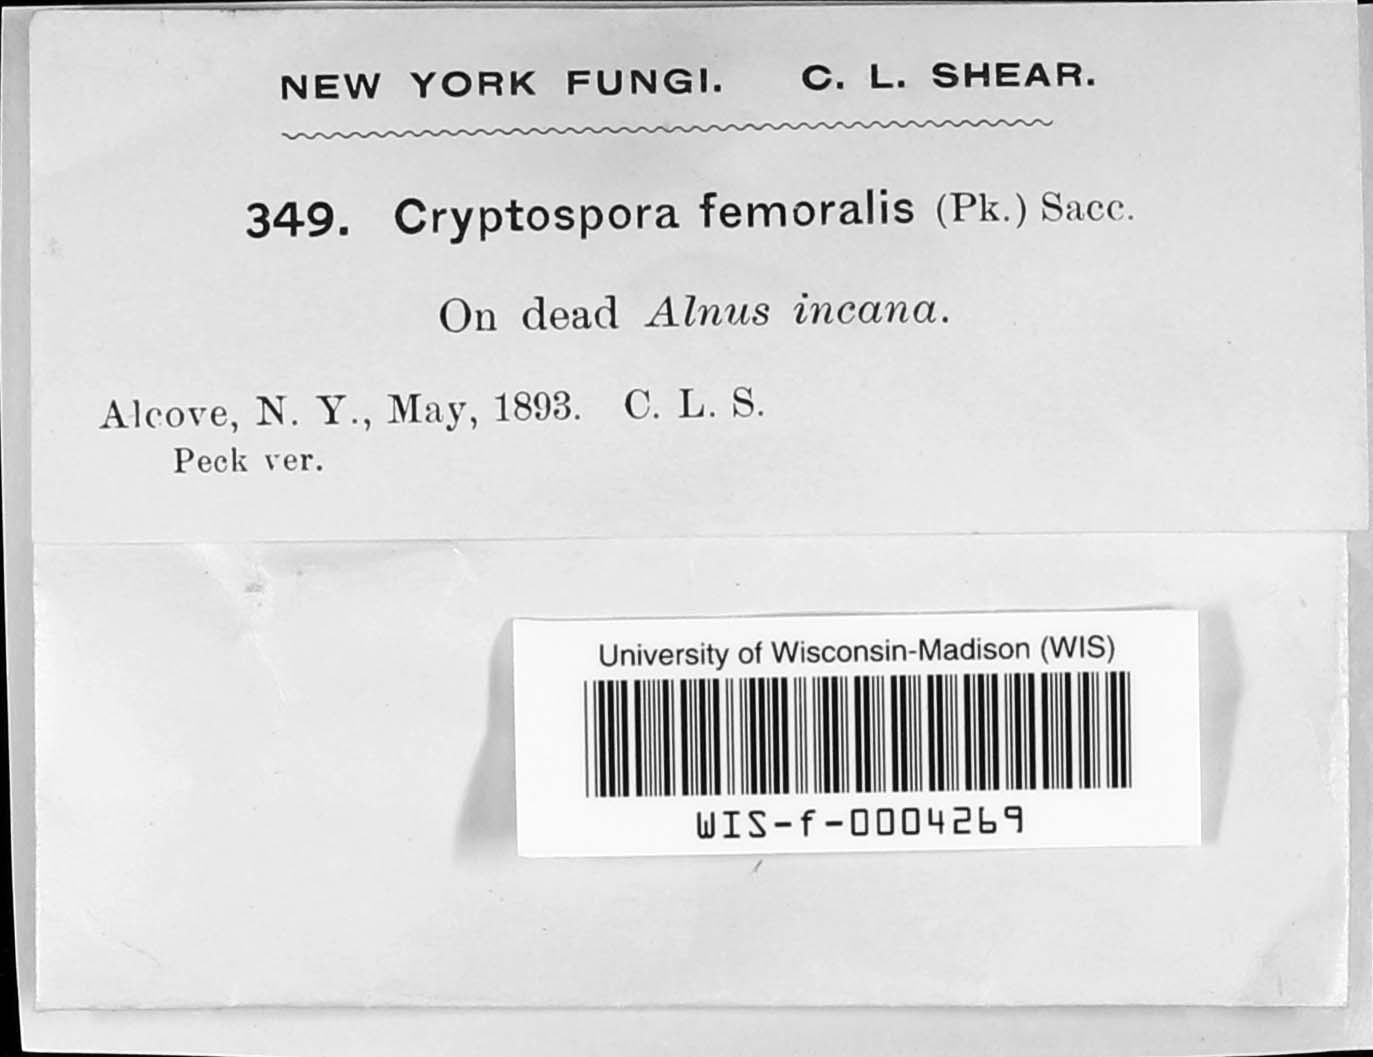 NEW YORK FUNGI. C. L. SHEAR.
349. Cryptospora femoralis (Pk.) Sacc.
On dead Alnus incana.
Alcove, N. Y., May, 1893. C. L. S.
Peck ver.
University of Wisconsin-Madison (WIS)
WIS-f-0004269